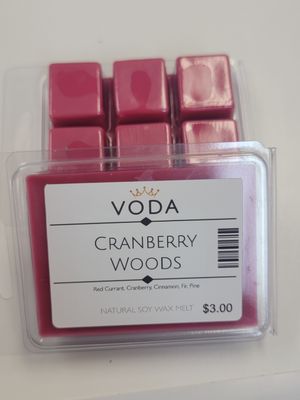 VODA
CRANBERRY
WOODS
Red Currant, Cranberry, Cinnamon, Fir, Pine
NATURAL SOY WAX MELT $3.00